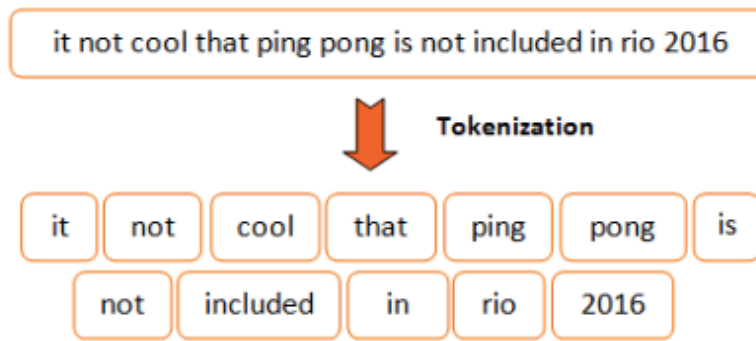 it not cool that ping pong is not included in rio 2016
Tokenization
it not cool that ping pong is
not included in rio 2016